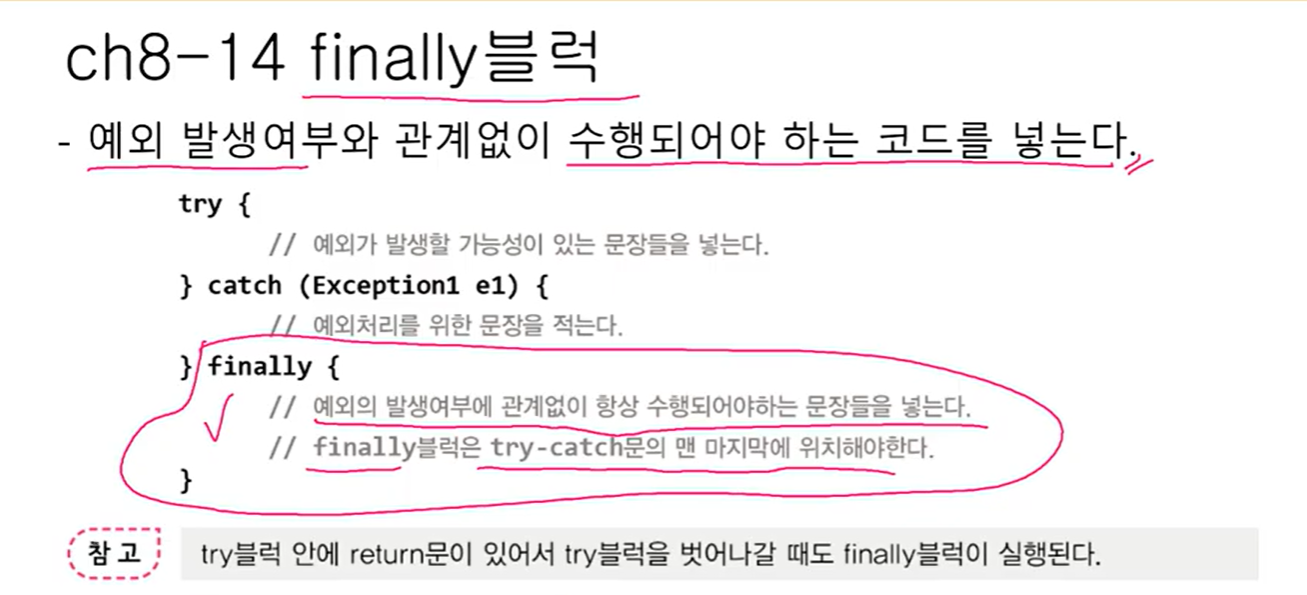 ch8-14 finally블럭
- 예외 발생여부와 관계없이 수행되어야 하는 코드를 넣는다.
try {
// 예외가 발생할 가능성이 있는 문장들을 넣는다.
} catch (Exception1 e1) {
// 예외처리를 위한 문장을 적는다.
} finally {
// 예외의 발생여부에 관계없이 항상 수행되어야하는 문장들을 넣는다.
// finally블럭은 try-catch문의 맨 마지막에 위치해야한다.
}
참고 try블럭 안에 return문이 있어서 try블럭을 벗어나갈 때도 finally블럭이 실행된다.